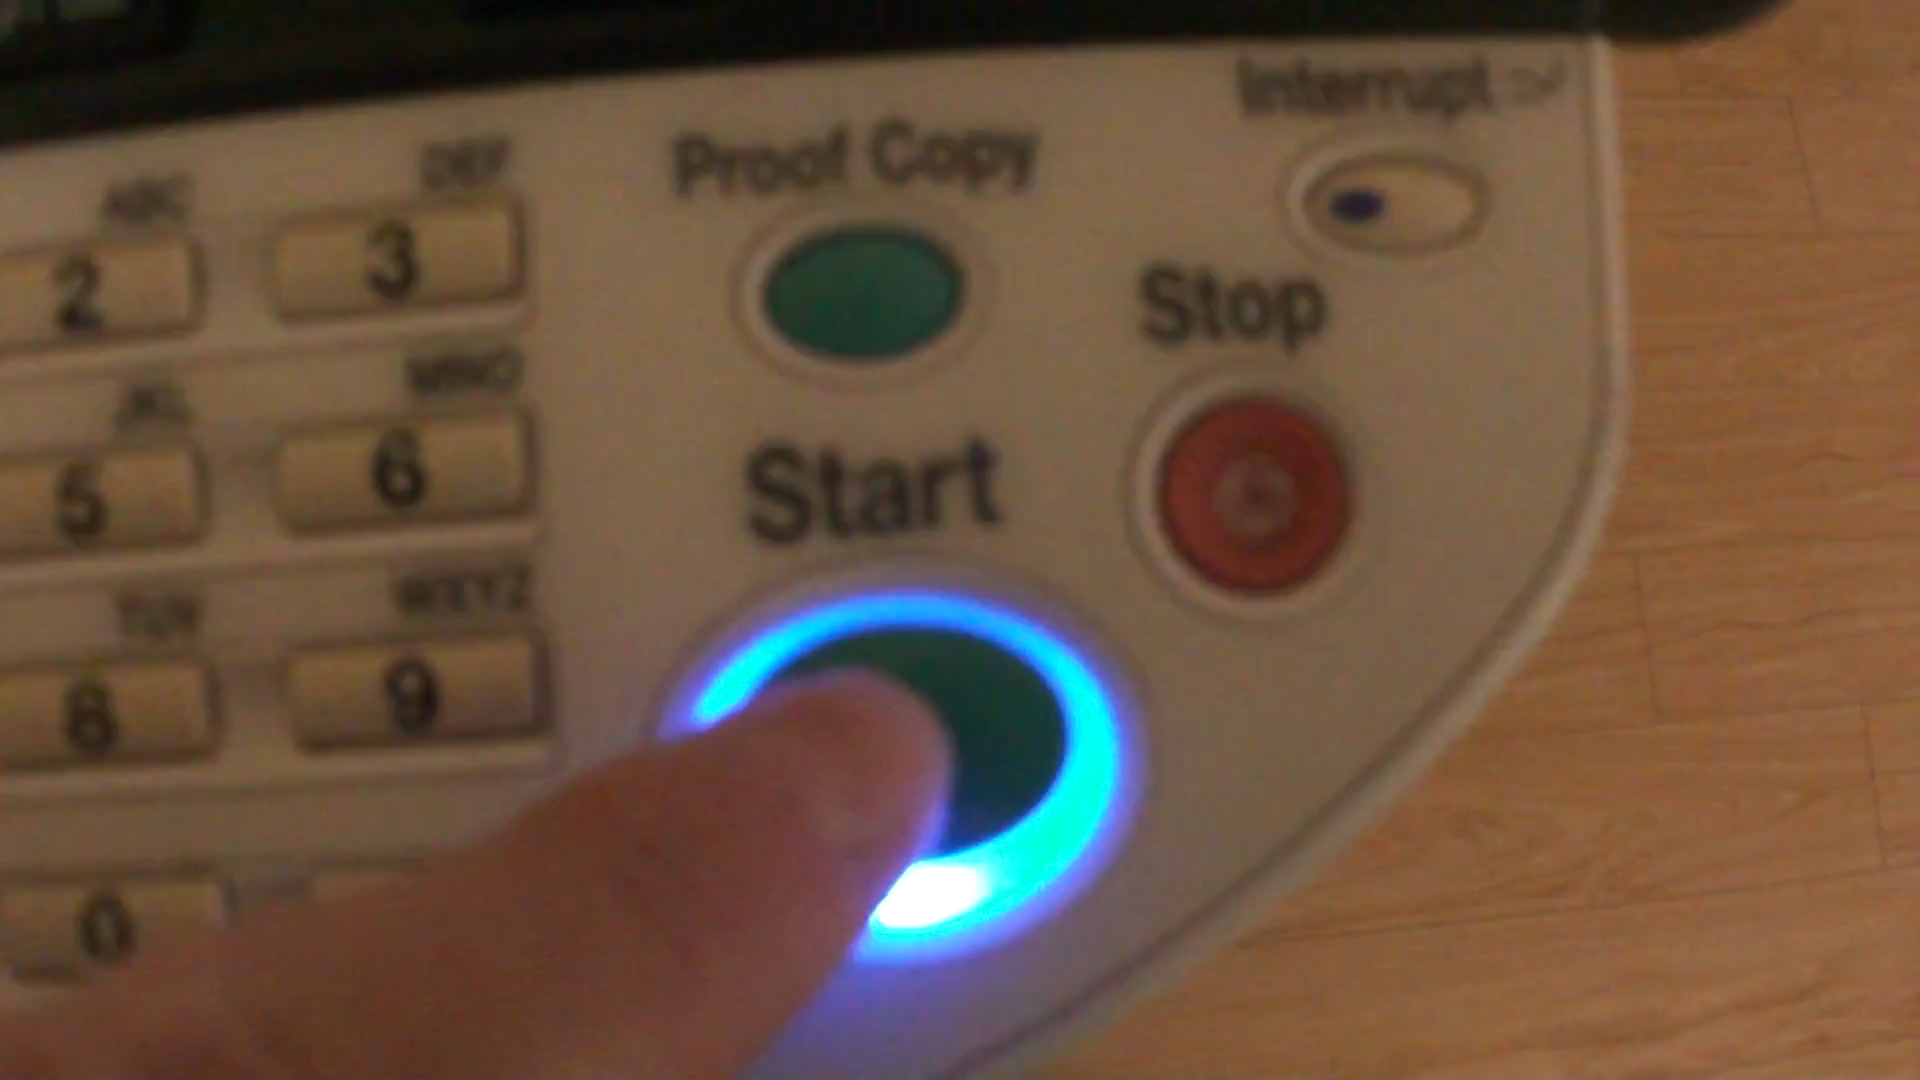 Interrupt
Proof Copy
Stop
Start
ABC
DEF
2
3
JKL
MNO
5
6
TUV
WXYZ
8
9
0